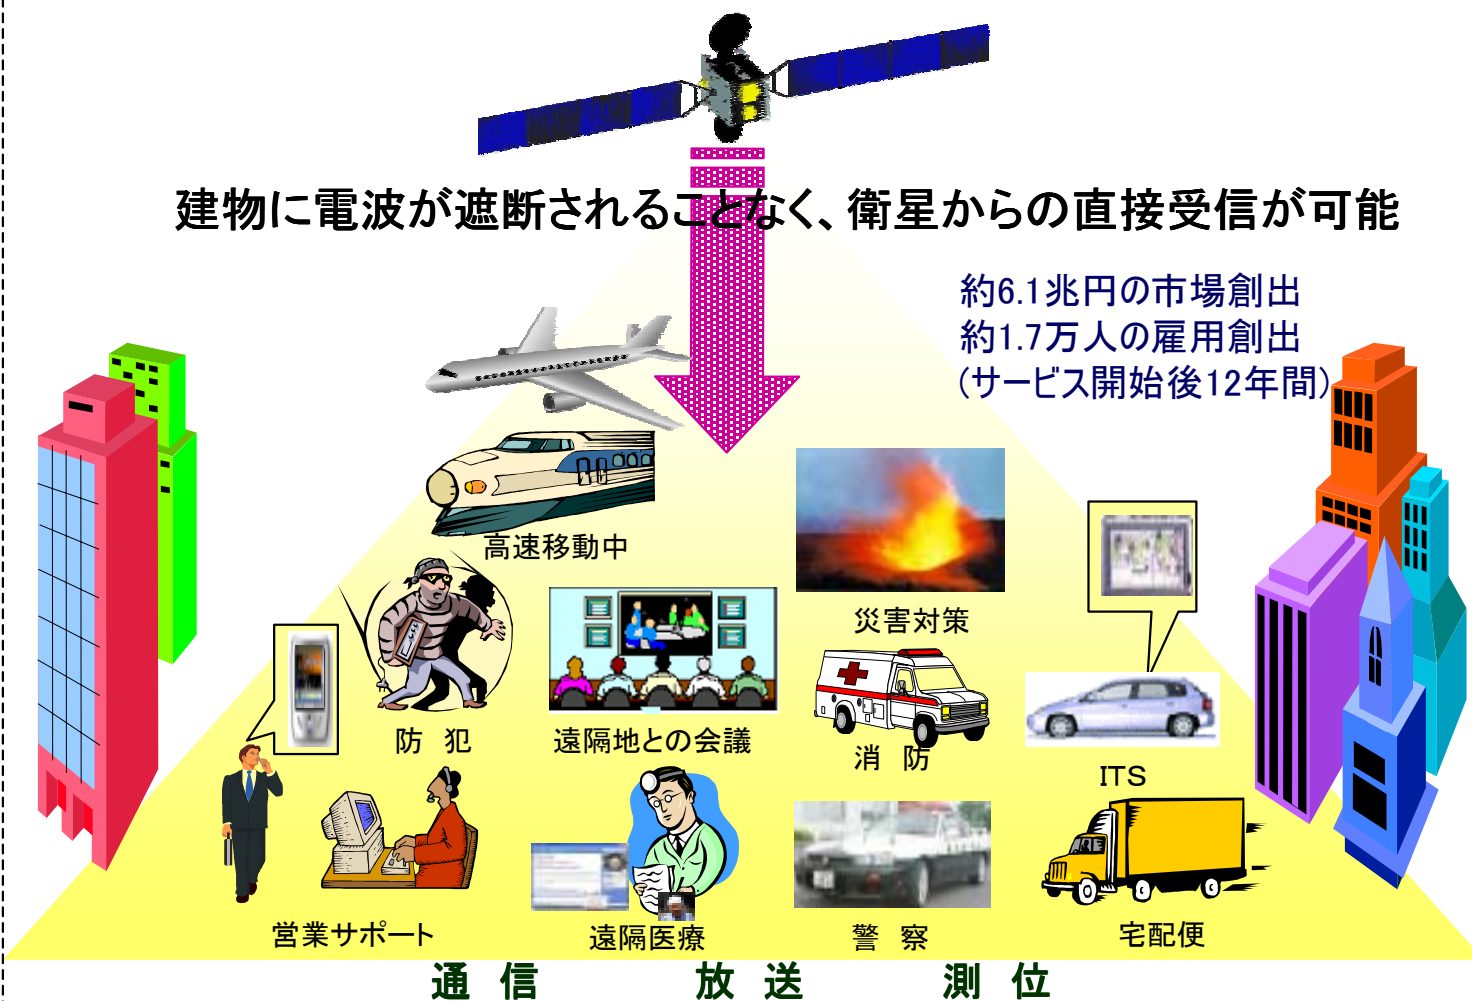 建物に電波が遮断されることなく、衛星からの直接受信が可能
約6.1兆円の市場創出
約1.7万人の雇用創出
(サービス開始後12年間)
高速移動中
災害対策
防 犯
遠隔地との会議
消 防
ITS
営業サポート
遠隔医療
警 察
宅配便
通 信 放 送 測 位